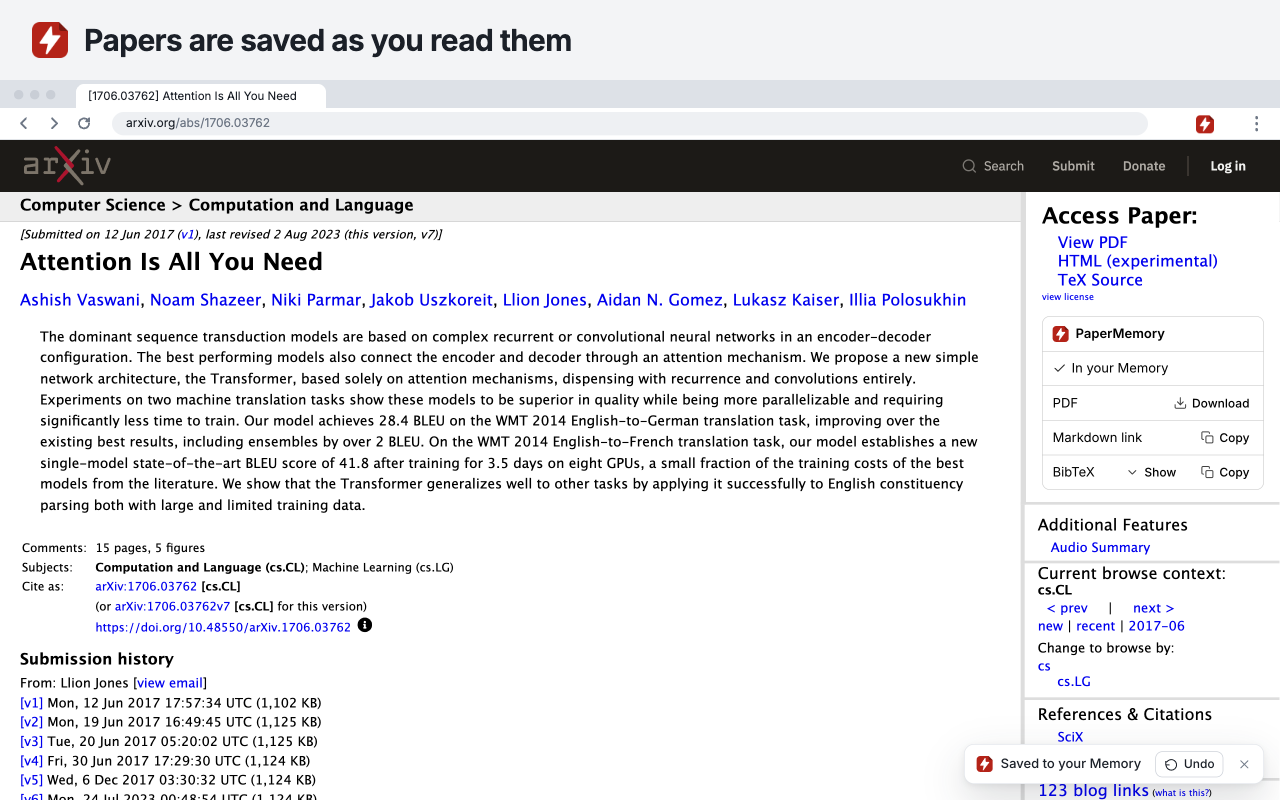 Papers are saved as you read them
[1706.03762] Attention Is All You Need
arxiv.org/abs/1706.03762
arXiv
Search
Submit
Donate
Log in
Computer Science > Computation and Language
[Submitted on 12 Jun 2017 (v1), last revised 2 Aug 2023 (this version, v7)]
Attention Is All You Need
Ashish Vaswani, Noam Shazeer, Niki Parmar, Jakob Uszkoreit, Llion Jones, Aidan N. Gomez, Lukasz Kaiser, Illia Polosukhin
The dominant sequence transduction models are based on complex recurrent or convolutional neural networks in an encoder-decoder
configuration. The best performing models also connect the encoder and decoder through an attention mechanism. We propose a new simple
network architecture, the Transformer, based solely on attention mechanisms, dispensing with recurrence and convolutions entirely.
Experiments on two machine translation tasks show these models to be superior in quality while being more parallelizable and requiring
significantly less time to train. Our model achieves 28.4 BLEU on the WMT 2014 English-to-German translation task, improving over the
existing best results, including ensembles by over 2 BLEU. On the WMT 2014 English-to-French translation task, our model establishes a new
single-model state-of-the-art BLEU score of 41.8 after training for 3.5 days on eight GPUs, a small fraction of the training costs of the best
models from the literature. We show that the Transformer generalizes well to other tasks by applying it successfully to English constituency
parsing both with large and limited training data.
Comments: 15 pages, 5 figures
Subjects: Computation and Language (cs.CL); Machine Learning (cs.LG)
Cite as: arXiv:1706.03762 [cs.CL]
(or arXiv:1706.03762v7 [cs.CL] for this version)
https://doi.org/10.48550/arXiv.1706.03762
Submission history
From: Llion Jones [view email]
[v1] Mon, 12 Jun 2017 17:57:34 UTC (1,102 KB)
[v2] Mon, 19 Jun 2017 16:49:45 UTC (1,125 KB)
[v3] Tue, 20 Jun 2017 05:20:02 UTC (1,125 KB)
[v4] Fri, 30 Jun 2017 17:29:30 UTC (1,124 KB)
[v5] Wed, 6 Dec 2017 03:30:32 UTC (1,124 KB)
[v6] Mon, 24 Jul 2023 00:48:54 UTC (1,124 KB)
Access Paper:
View PDF
HTML (experimental)
TeX Source
view license
PaperMemory
In your Memory
PDF Download
Markdown link Copy
BibTeX Show Copy
Additional Features
Audio Summary
Current browse context:
cs.CL
< prev | next >
new | recent | 2017-06
Change to browse by:
cs
cs.LG
References & Citations
SciX
Saved to your Memory Undo
123 blog links (what is this?)